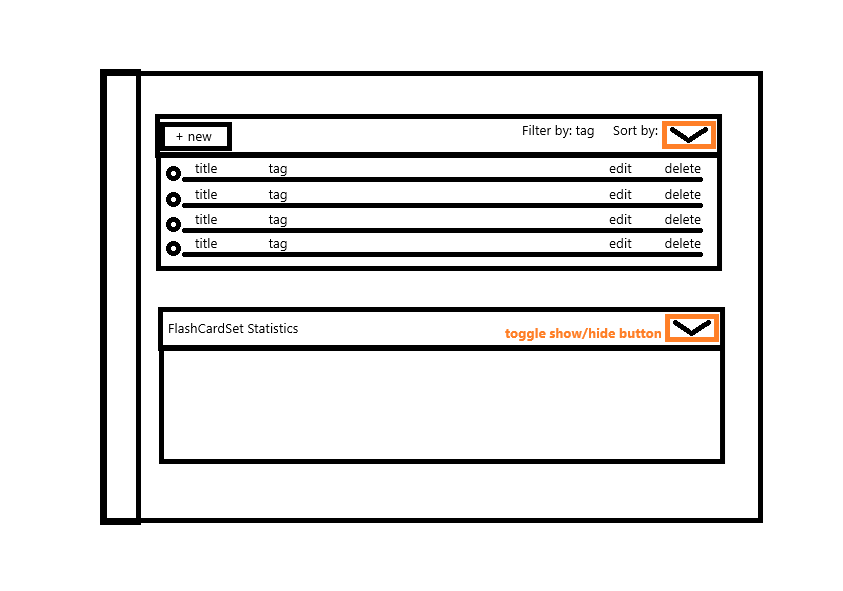 + new Filter by: tag Sort by:
title tag edit delete
title tag edit delete
title tag edit delete
title tag edit delete
FlashCardSet Statistics toggle show/hide button